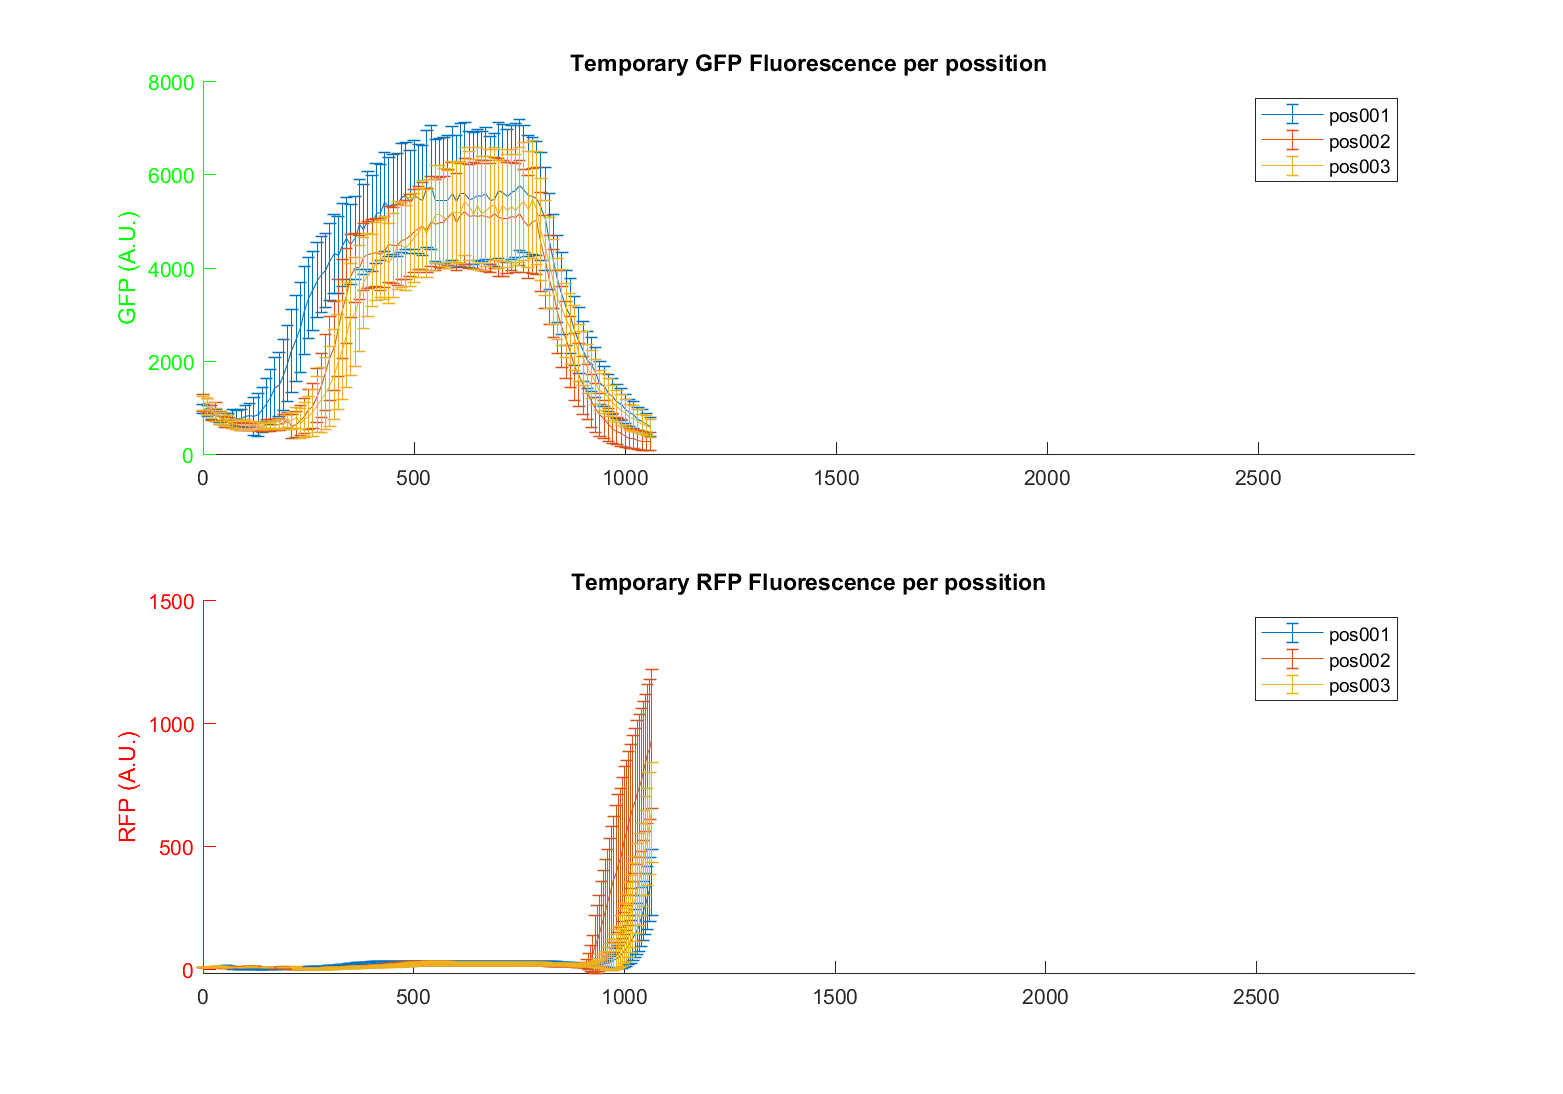 Temporary GFP Fluorescence per possition
8000
6000
4000
2000
0
GFP (A.U.)
0 500 1000 1500 2000 2500
pos001
pos002
pos003
Temporary RFP Fluorescence per possition
1500
1000
500
0
RFP (A.U.)
0 500 1000 1500 2000 2500
pos001
pos002
pos003